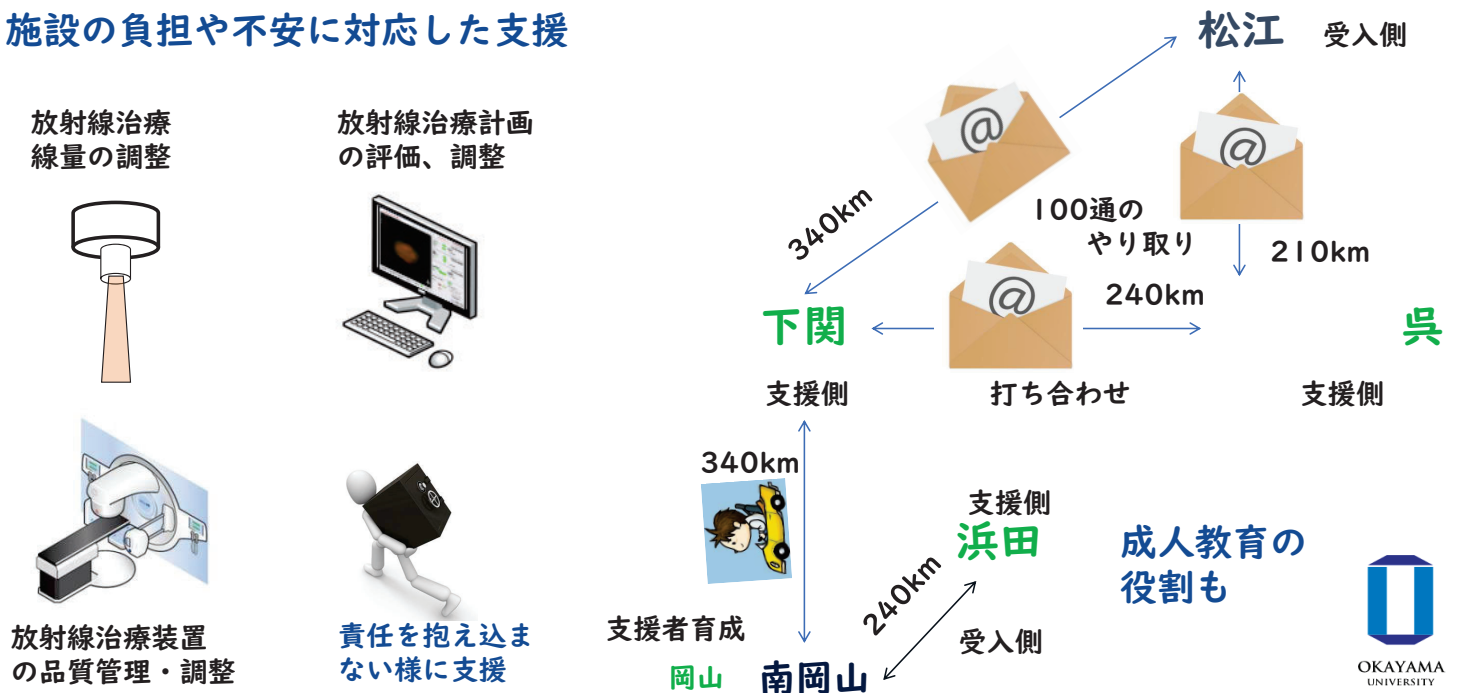 施設の負担や不安に対応した支援
放射線治療
線量の調整
放射線治療計画
の評価、調整
放射線治療装置
の品質管理・調整
責任を抱え込ま
ない様に支援
松江 受入側
@
@
340km
100通の
やり取り
210km
@
240km
下関
呉
支援側
打ち合わせ
支援側
340km
支援側
浜田
240km
成人教育の
役割も
支援者育成
受入側
岡山 南岡山
OKAYAMA
UNIVERSITY